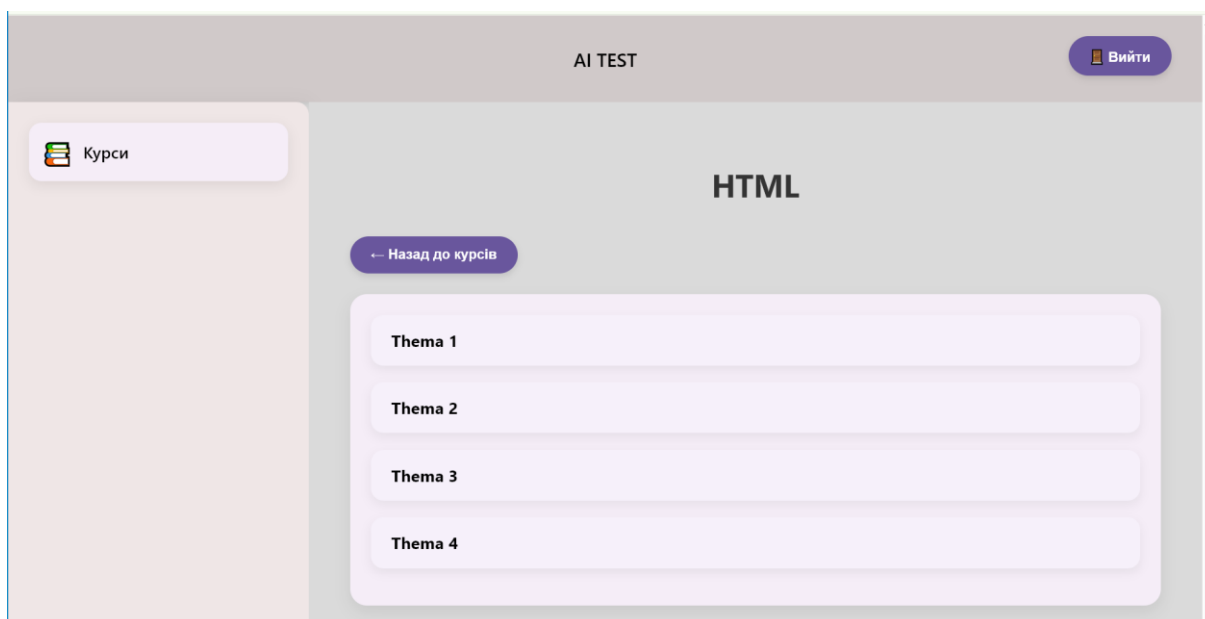 AI TEST
Вийти
Курси
HTML
← Назад до курсів
Thema 1
Thema 2
Thema 3
Thema 4